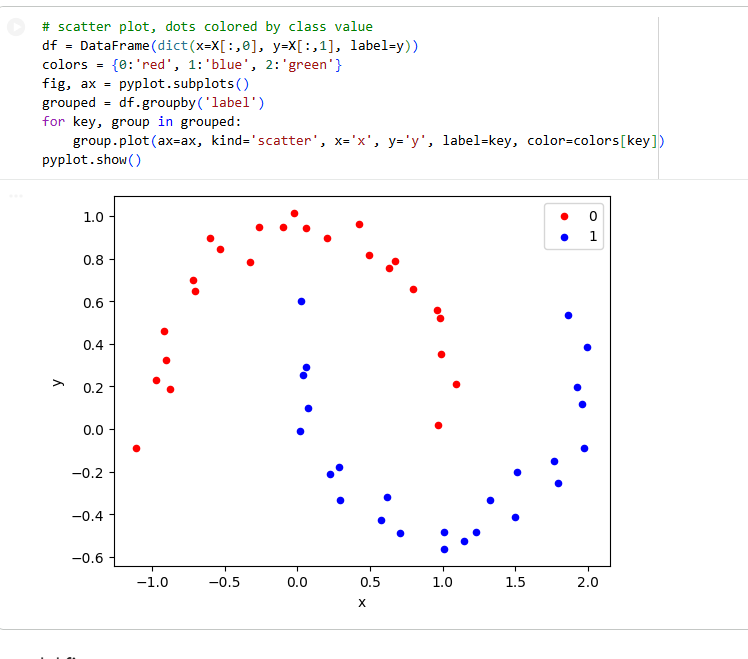 # scatter plot, dots colored by class value
df = DataFrame(dict(x=X[:,0], y=X[:,1], label=y))
colors = {0:'red', 1:'blue', 2:'green'}
fig, ax = pyplot.subplots()
grouped = df.groupby('label')
for key, group in grouped:
    group.plot(ax=ax, kind='scatter', x='x', y='y', label=key, color=colors[key])
pyplot.show()
0
1
1.0
0.8
0.6
0.4
0.2
0.0
−0.2
−0.4
−0.6
y
−1.0 −0.5 0.0 0.5 1.0 1.5 2.0
x